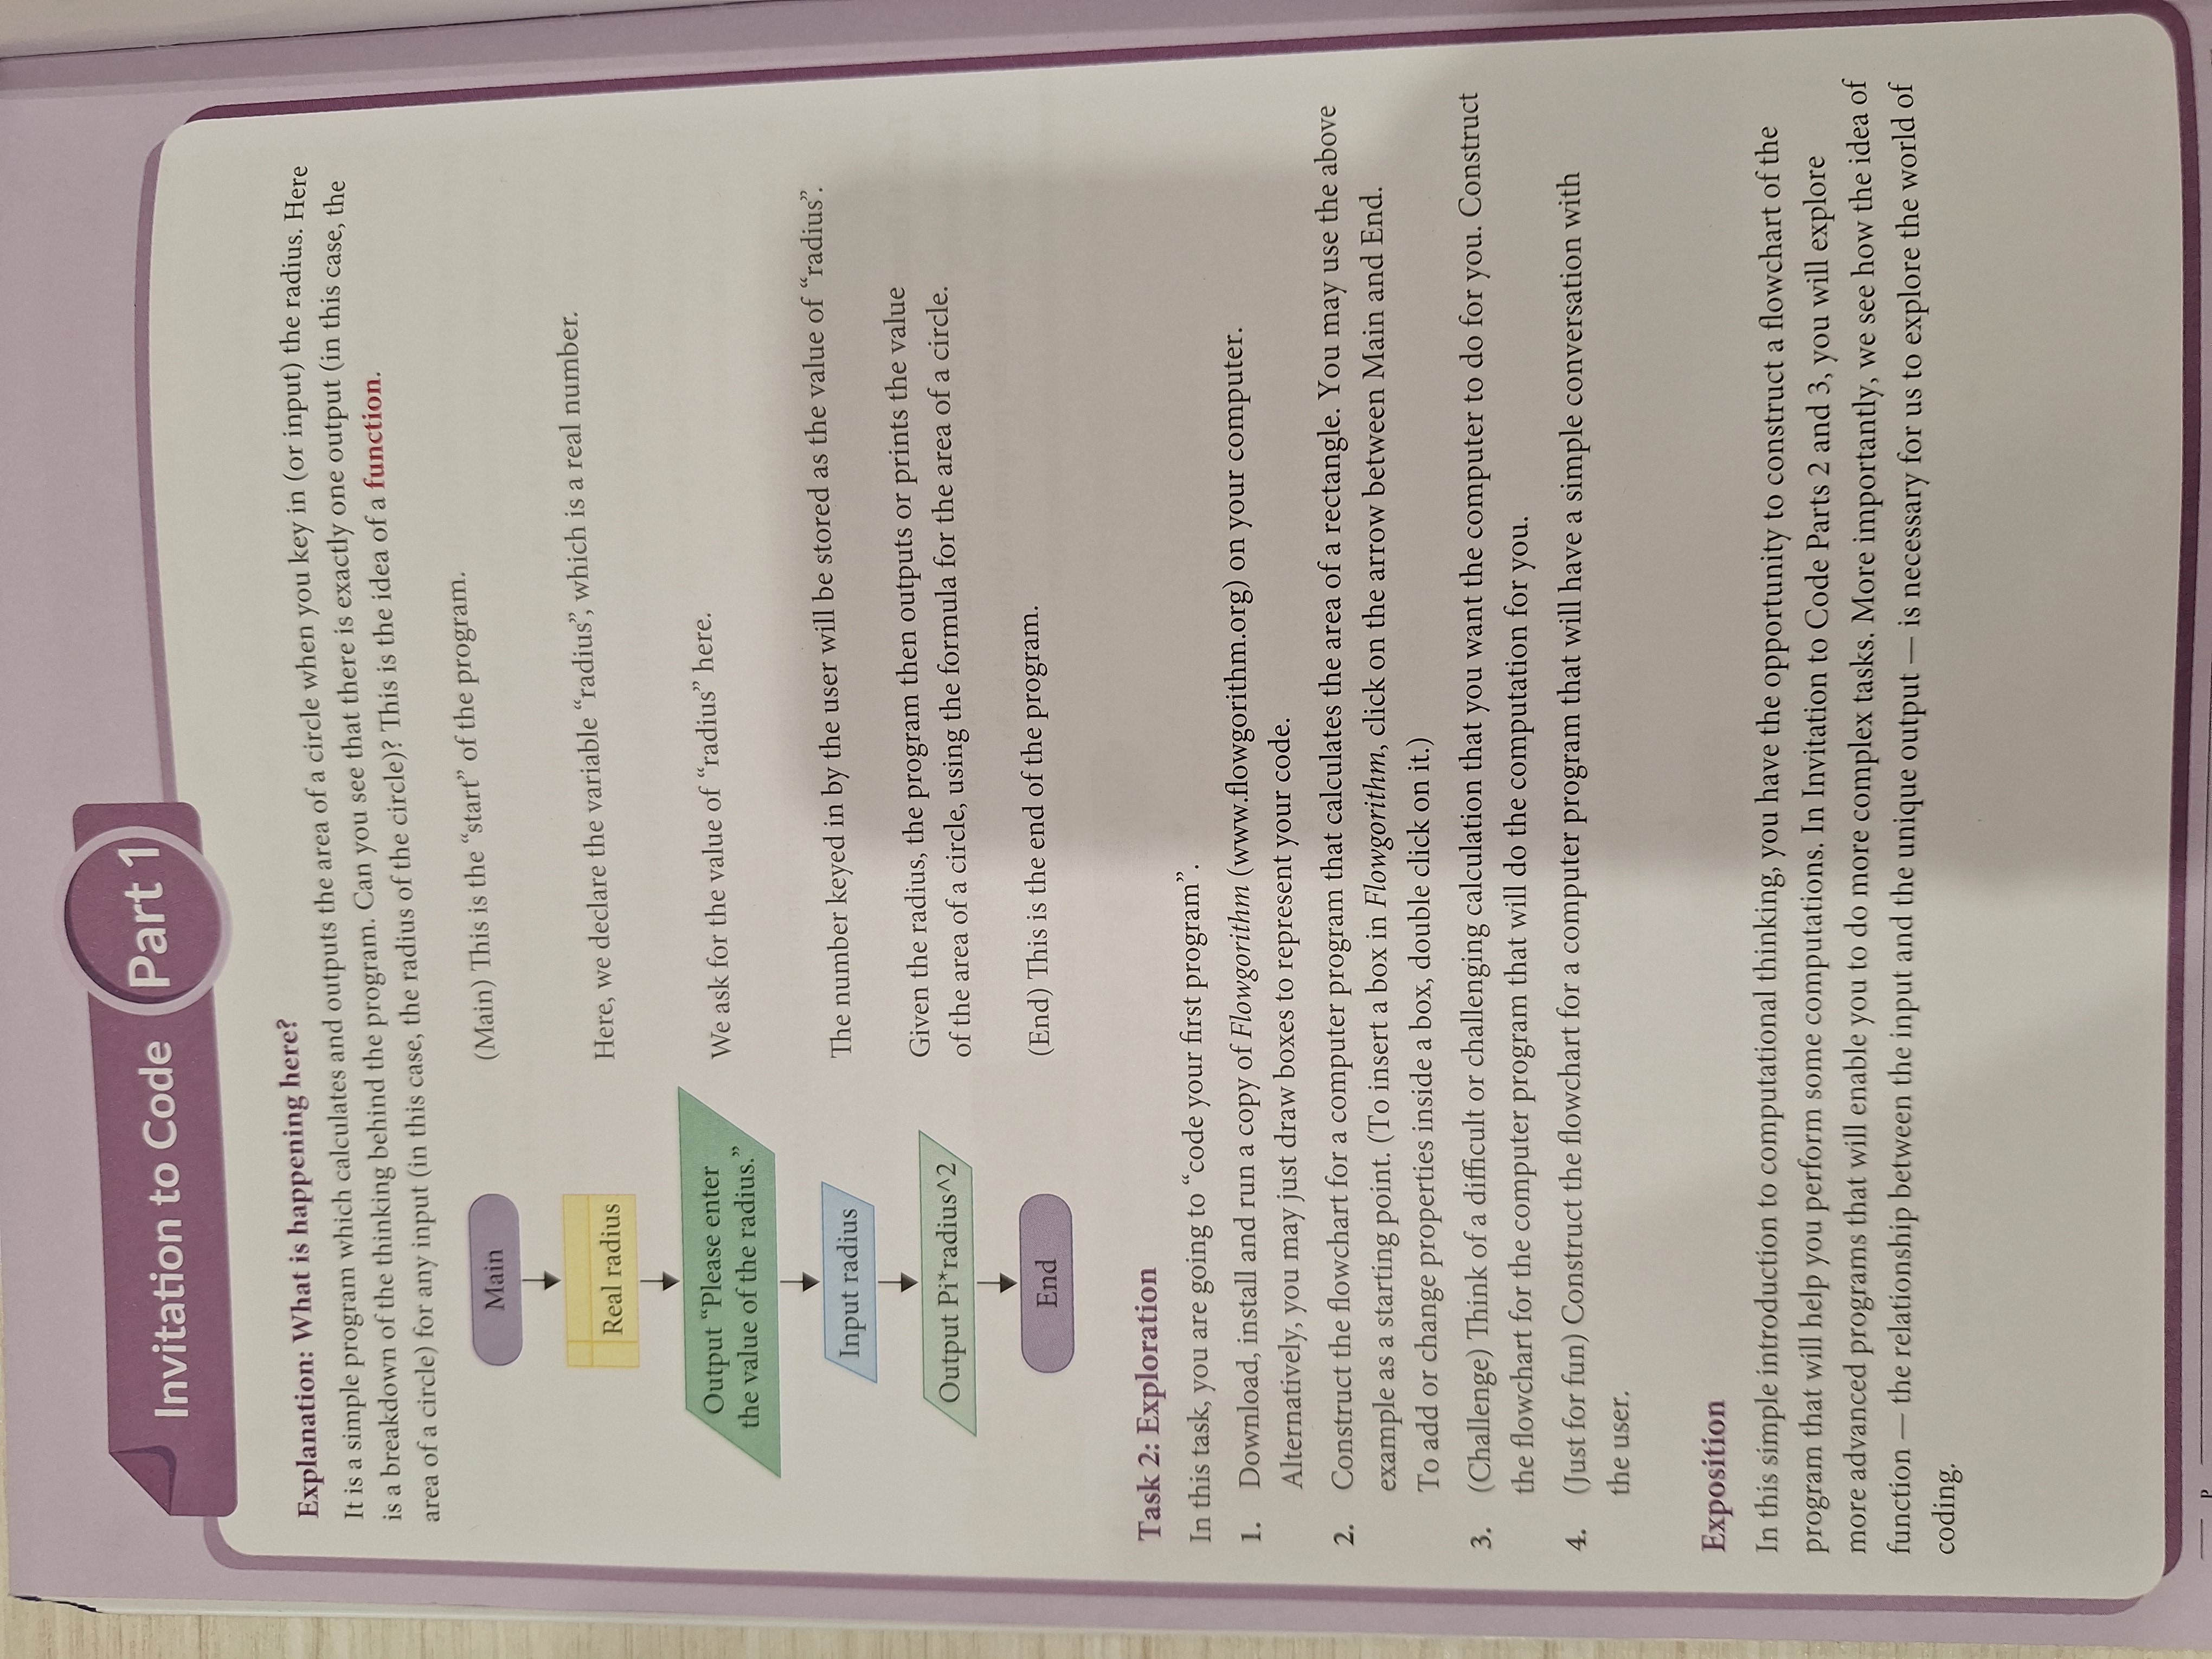 Invitation to Code Part 1
Explanation: What is happening here?
It is a simple program which calculates and outputs the area of a circle when you key in (or input) the radius. Here
is a breakdown of the thinking behind the program. Can you see that there is exactly one output (in this case, the
area of a circle) for any input (in this case, the radius of the circle)? This is the idea of a function.
Main
(Main) This is the “start” of the program.
Real radius
Here, we declare the variable “radius”, which is a real number.
Output “Please enter
the value of the radius.”
We ask for the value of “radius” here.
Input radius
The number keyed in by the user will be stored as the value of “radius”.
Output Pi*radius^2
Given the radius, the program then outputs or prints the value
of the area of a circle, using the formula for the area of a circle.
End
(End) This is the end of the program.
Task 2: Exploration
In this task, you are going to “code your first program”.
1. Download, install and run a copy of Flowgorithm (www.flowgorithm.org) on your computer.
Alternatively, you may just draw boxes to represent your code.
2. Construct the flowchart for a computer program that calculates the area of a rectangle. You may use the above
example as a starting point. (To insert a box in Flowgorithm, click on the arrow between Main and End.
To add or change properties inside a box, double click on it.)
3. (Challenge) Think of a difficult or challenging calculation that you want the computer to do for you. Construct
the flowchart for the computer program that will do the computation for you.
4. (Just for fun) Construct the flowchart for a computer program that will have a simple conversation with
the user.
Exposition
In this simple introduction to computational thinking, you have the opportunity to construct a flowchart of the
program that will help you perform some computations. In Invitation to Code Parts 2 and 3, you will explore
more advanced programs that will enable you to do more complex tasks. More importantly, we see how the idea of
function — the relationship between the input and the unique output — is necessary for us to explore the world of
coding.
P